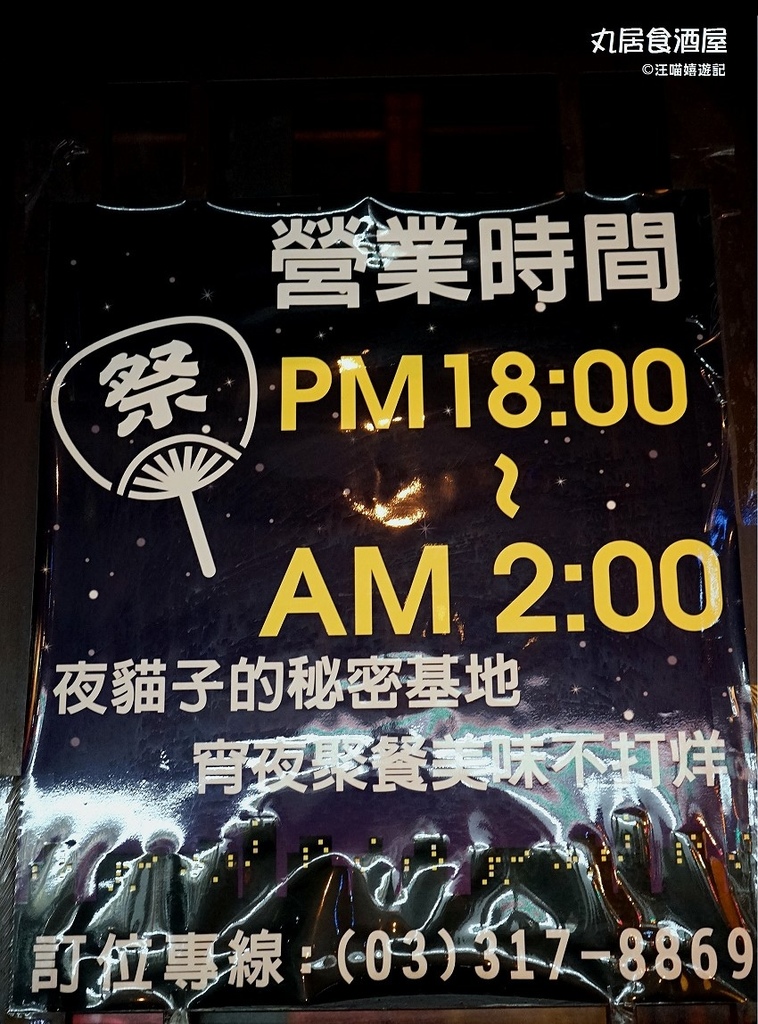 丸居食酒屋
©汪喵嬉遊記
營業時間
祭
PM18:00
~
AM 2:00
夜貓子的秘密基地
宵夜聚餐美味不打烊
訂位專線:(03)317-8869